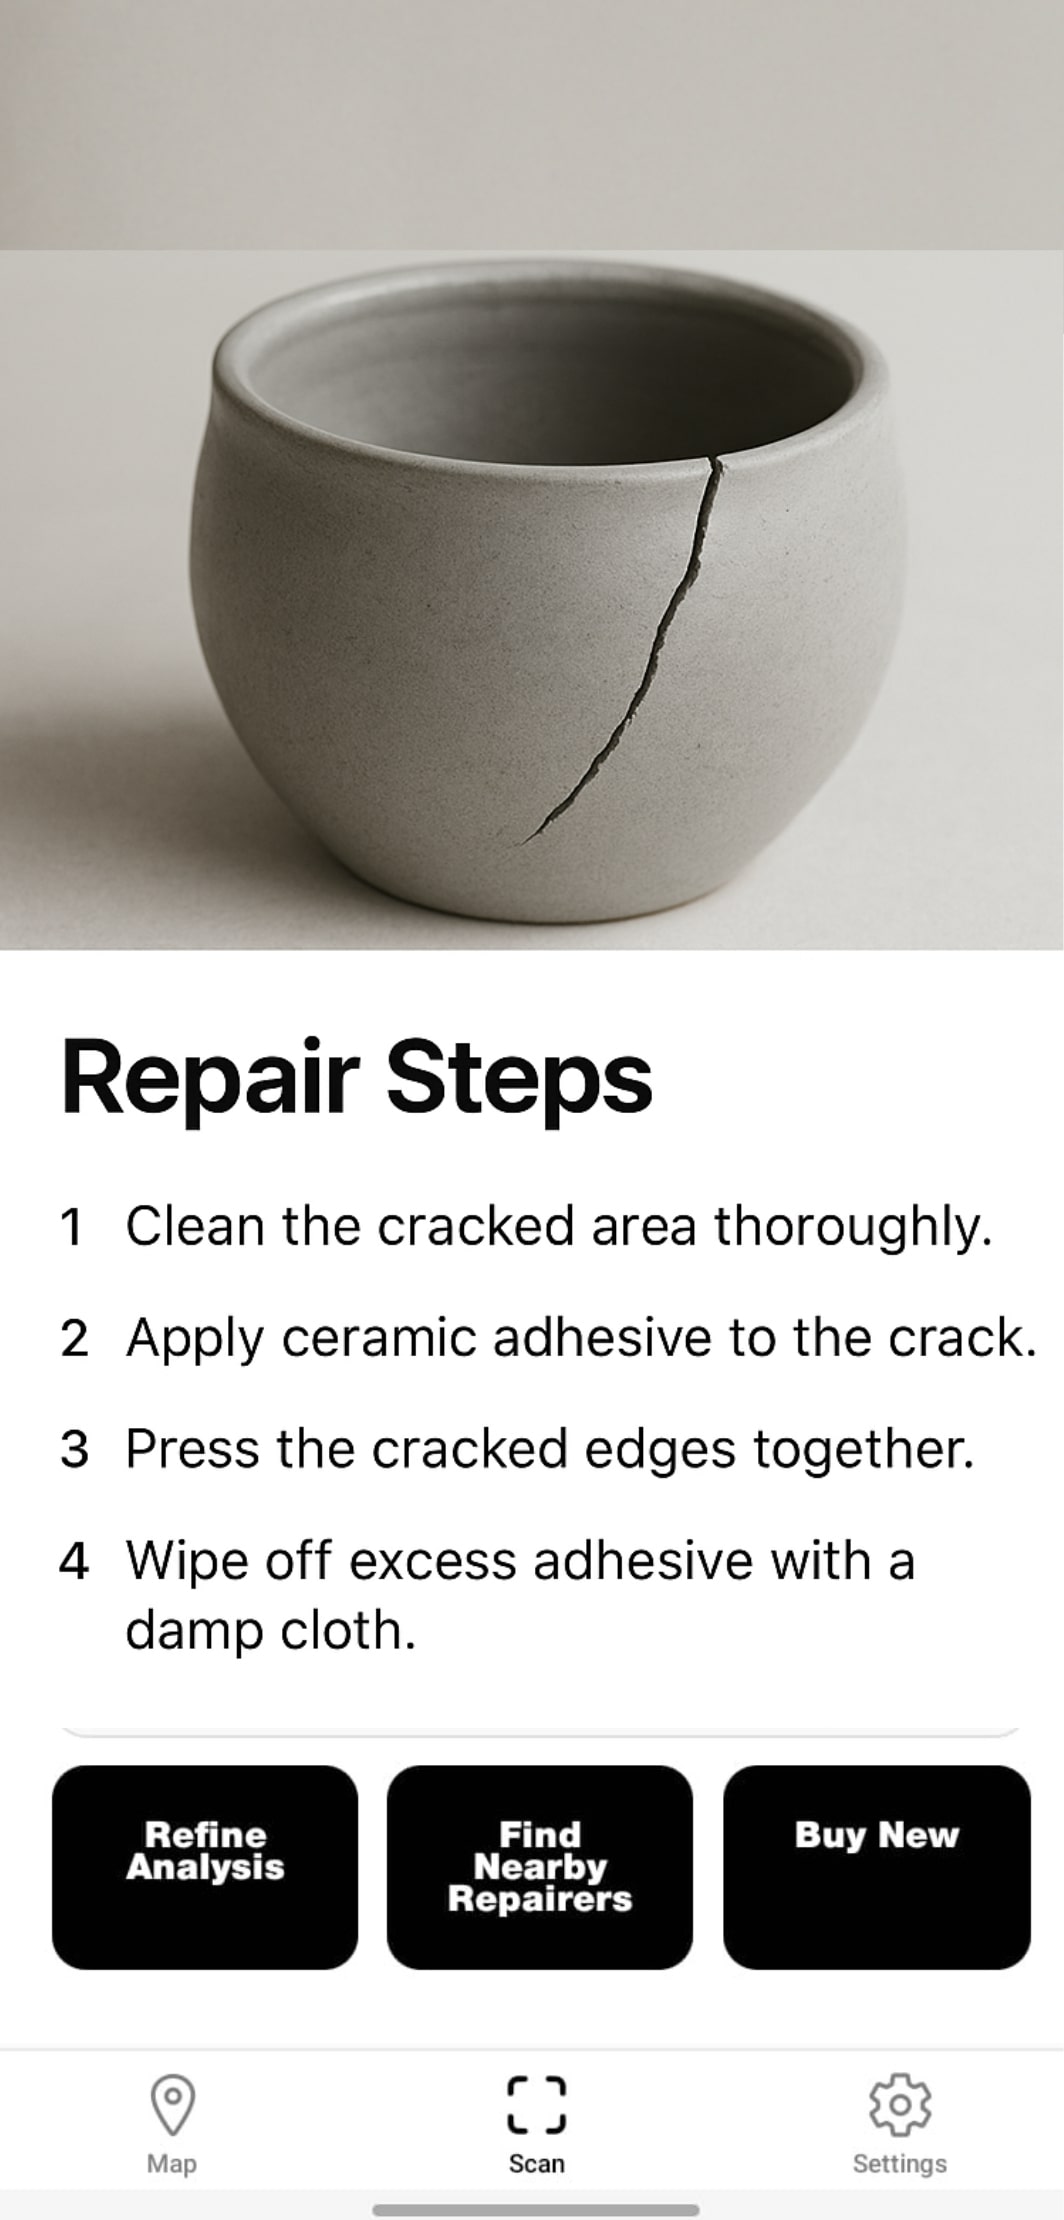 Repair Steps
1 Clean the cracked area thoroughly.
2 Apply ceramic adhesive to the crack.
3 Press the cracked edges together.
4 Wipe off excess adhesive with a
damp cloth.
Refine
Analysis
Find
Nearby
Repairers
Buy New
Map
Scan
Settings